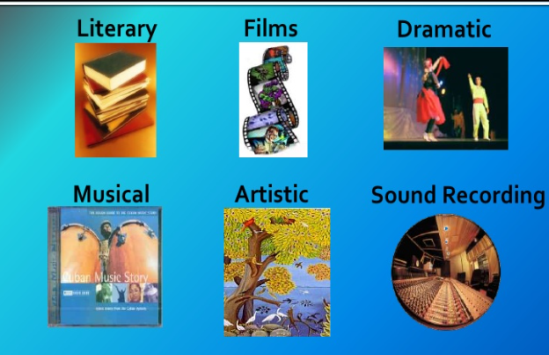 Literary
Films
Dramatic
Musical
Artistic
Sound Recording
Cuban Music Story